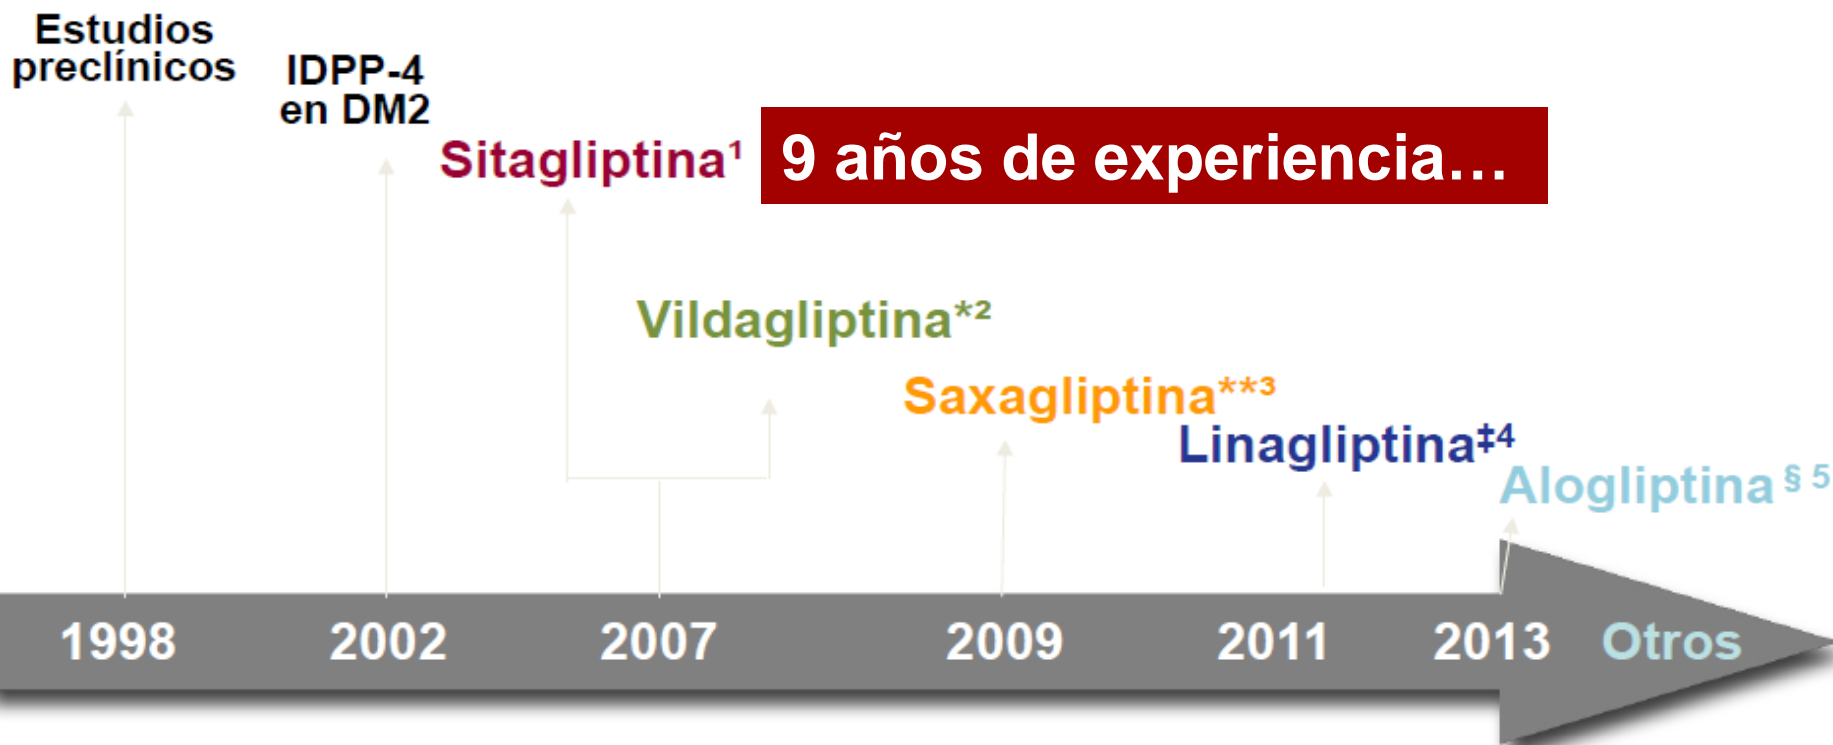 Estudios
preclínicos
IDPP-4
en DM2
Sitagliptina¹
9 años de experiencia...
Vildagliptina*²
Saxagliptina**³
Linagliptina‡⁴
Alogliptina § 5
1998 2002 2007 2009 2011 2013 Otros